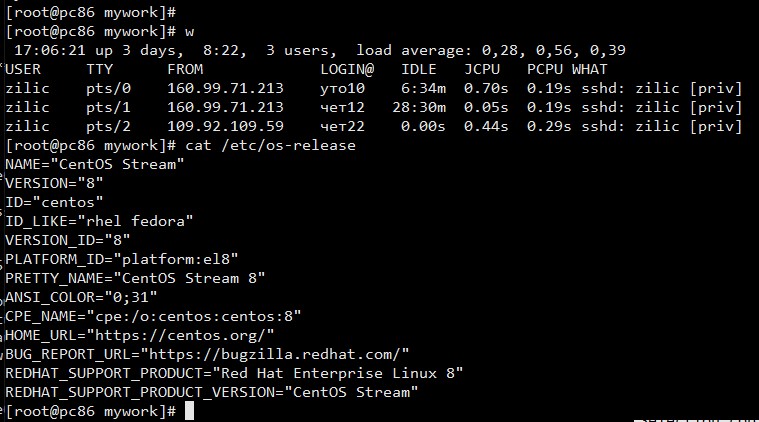 [root@pc86 mywork]#
[root@pc86 mywork]# w
 17:06:21 up 3 days,  8:22,  3 users,  load average: 0,28, 0,56, 0,39
USER     TTY      FROM             LOGIN@   IDLE   JCPU   PCPU WHAT
zilic    pts/0    160.99.71.213    уто10    6:34m  0.70s  0.19s sshd: zilic [priv]
zilic    pts/1    160.99.71.213    чет12   28:30m  0.05s  0.19s sshd: zilic [priv]
zilic    pts/2    109.92.109.59    чет22    0.00s  0.44s  0.29s sshd: zilic [priv]
[root@pc86 mywork]# cat /etc/os-release
NAME="CentOS Stream"
VERSION="8"
ID="centos"
ID_LIKE="rhel fedora"
VERSION_ID="8"
PLATFORM_ID="platform:el8"
PRETTY_NAME="CentOS Stream 8"
ANSI_COLOR="0;31"
CPE_NAME="cpe:/o:centos:centos:8"
HOME_URL="https://centos.org/"
BUG_REPORT_URL="https://bugzilla.redhat.com/"
REDHAT_SUPPORT_PRODUCT="Red Hat Enterprise Linux 8"
REDHAT_SUPPORT_PRODUCT_VERSION="CentOS Stream"
[root@pc86 mywork]#